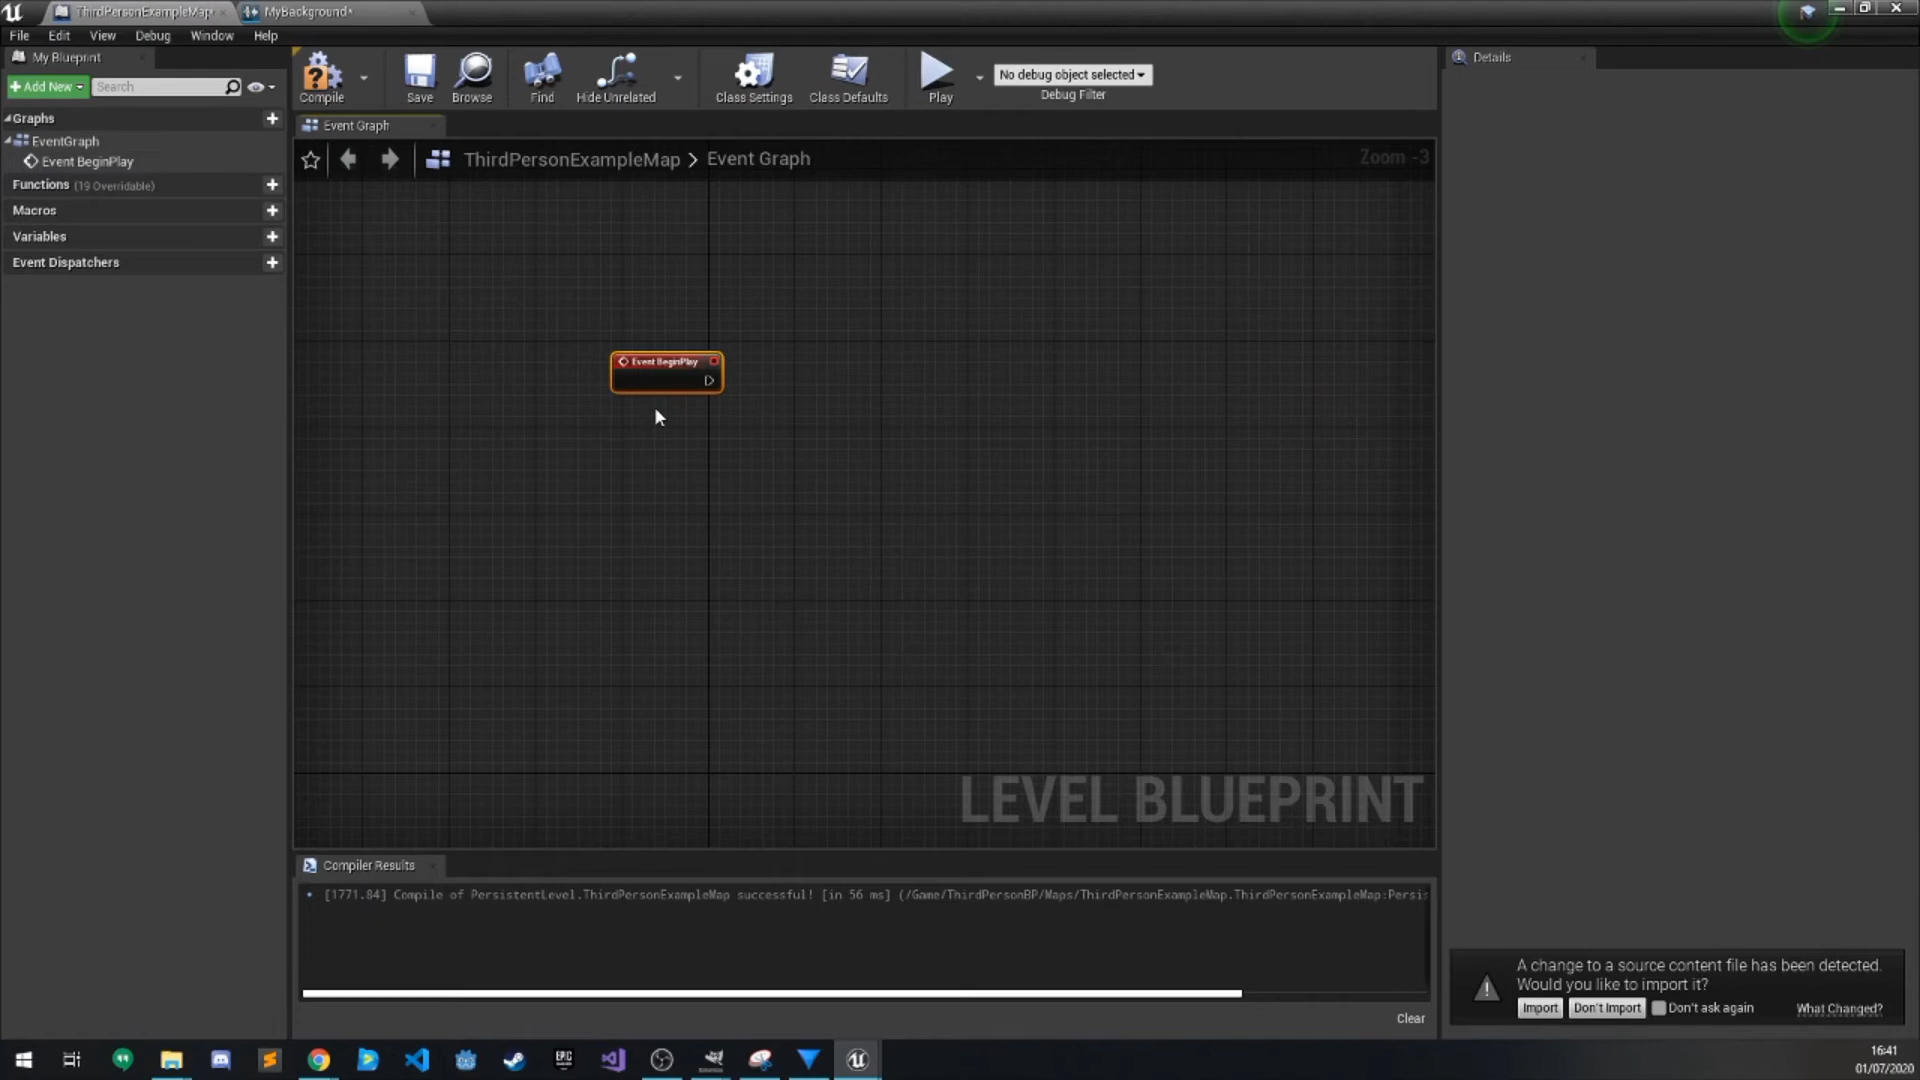 ThirdPersonExampleMap*
MyBackground*
File Edit View Debug Window Help
My Blueprint
Add New
Search
Graphs
EventGraph
Event BeginPlay
Functions (19 Overridable)
Macros
Variables
Event Dispatchers
Compile
Save
Browse
Find
Hide Unrelated
Class Settings
Class Defaults
Play
No debug object selected
Debug Filter
Event Graph
ThirdPersonExampleMap > Event Graph
Zoom -3
Event BeginPlay
LEVEL BLUEPRINT
Compiler Results
[1771.84] Compile of PersistentLevel.ThirdPersonExampleMap successful! [in 56 ms] (/Game/ThirdPersonBP/Maps/ThirdPersonExampleMap.ThirdPersonExampleMap:Persis
Clear
Details
A change to a source content file has been detected.
Would you like to import it?
Import Don't Import Don't ask again What Changed?
EPIC
16:41
01/07/2020